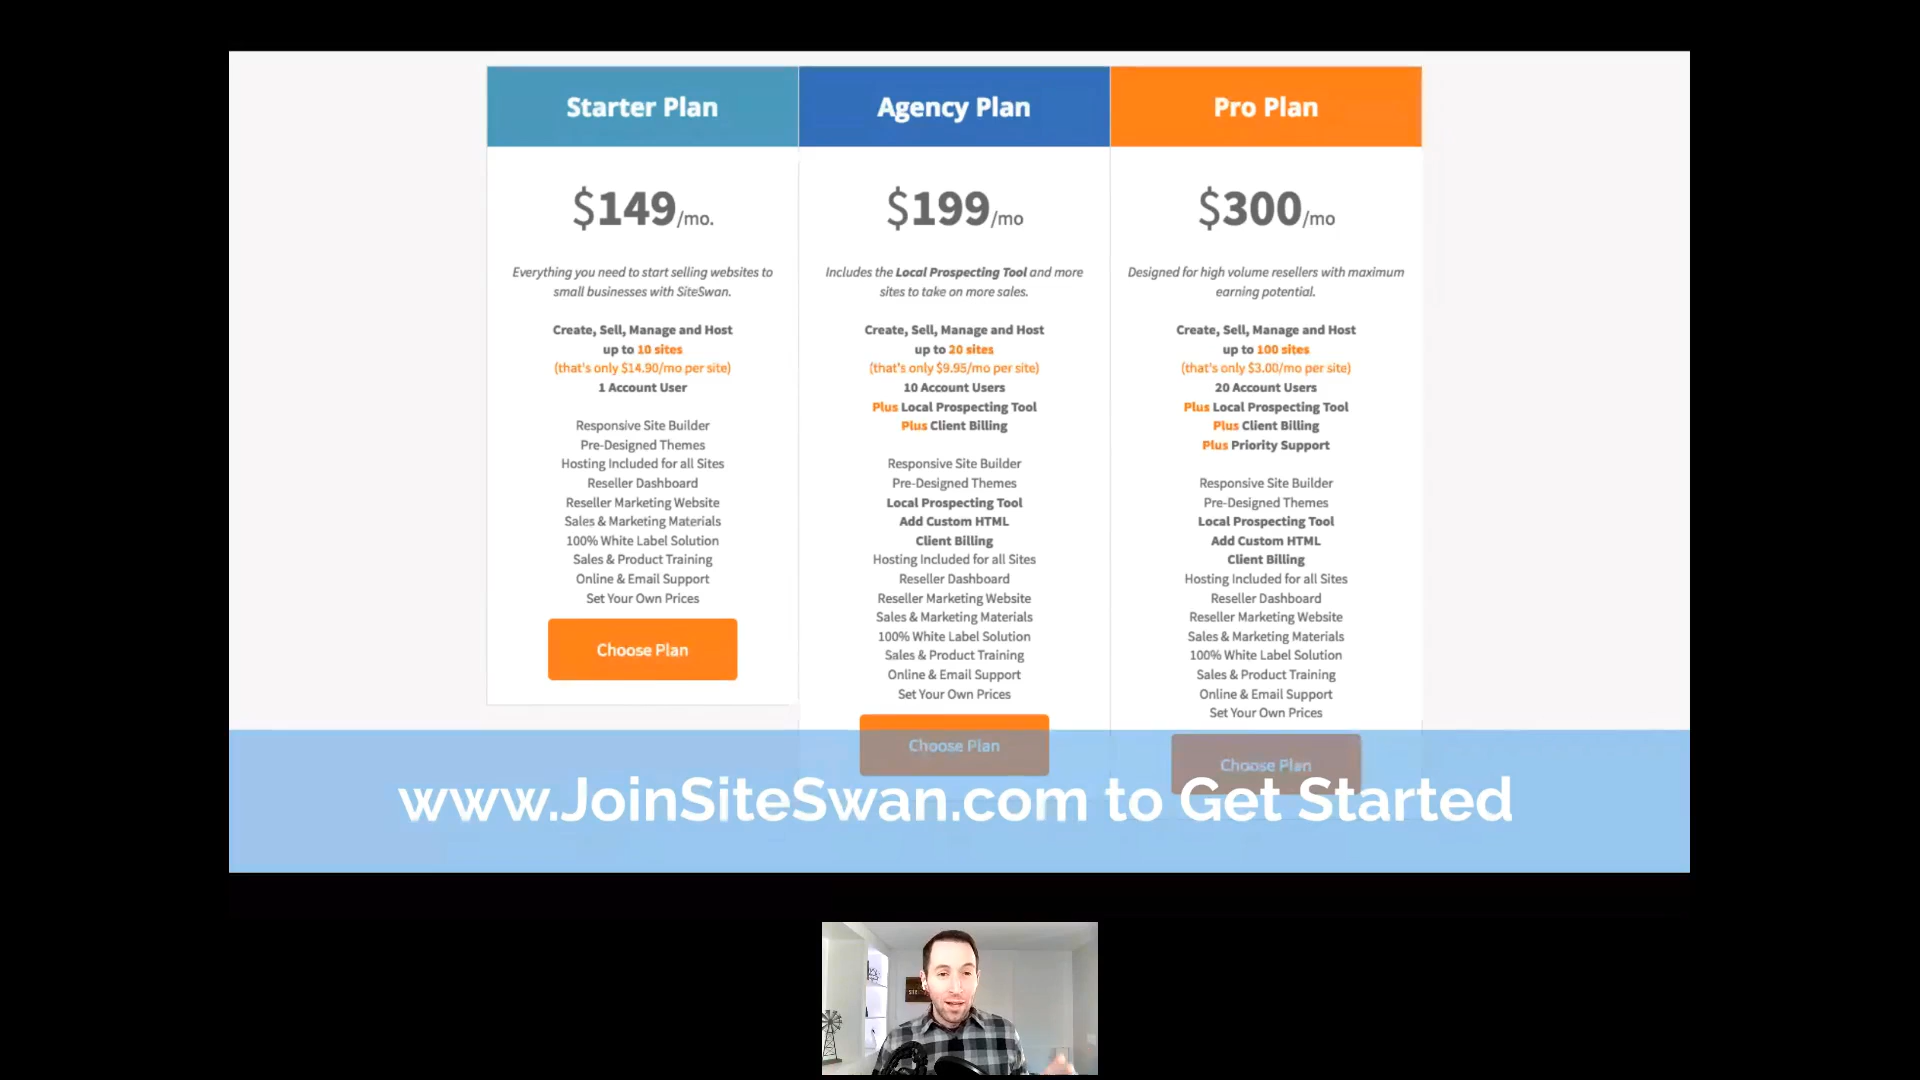 Starter Plan
$149/mo.
Everything you need to start selling websites to
small businesses with SiteSwan.
Create, Sell, Manage and Host
up to 10 sites
(that's only $14.90/mo per site)
1 Account User
Responsive Site Builder
Pre-Designed Themes
Hosting Included for all Sites
Reseller Dashboard
Reseller Marketing Website
Sales & Marketing Materials
100% White Label Solution
Sales & Product Training
Online & Email Support
Set Your Own Prices
Choose Plan
Agency Plan
$199/mo
Includes the Local Prospecting Tool and more
sites to take on more sales.
Create, Sell, Manage and Host
up to 20 sites
(that's only $9.95/mo per site)
10 Account Users
Plus Local Prospecting Tool
Plus Client Billing
Responsive Site Builder
Pre-Designed Themes
Local Prospecting Tool
Add Custom HTML
Client Billing
Hosting Included for all Sites
Reseller Dashboard
Reseller Marketing Website
Sales & Marketing Materials
100% White Label Solution
Sales & Product Training
Online & Email Support
Set Your Own Prices
Choose Plan
Pro Plan
$300/mo
Designed for high volume resellers with maximum
earning potential.
Create, Sell, Manage and Host
up to 100 sites
(that's only $3.00/mo per site)
20 Account Users
Plus Local Prospecting Tool
Plus Client Billing
Plus Priority Support
Responsive Site Builder
Pre-Designed Themes
Local Prospecting Tool
Add Custom HTML
Client Billing
Hosting Included for all Sites
Reseller Dashboard
Reseller Marketing Website
Sales & Marketing Materials
100% White Label Solution
Sales & Product Training
Online & Email Support
Set Your Own Prices
Choose Plan
www.JoinSiteSwan.com to Get Started